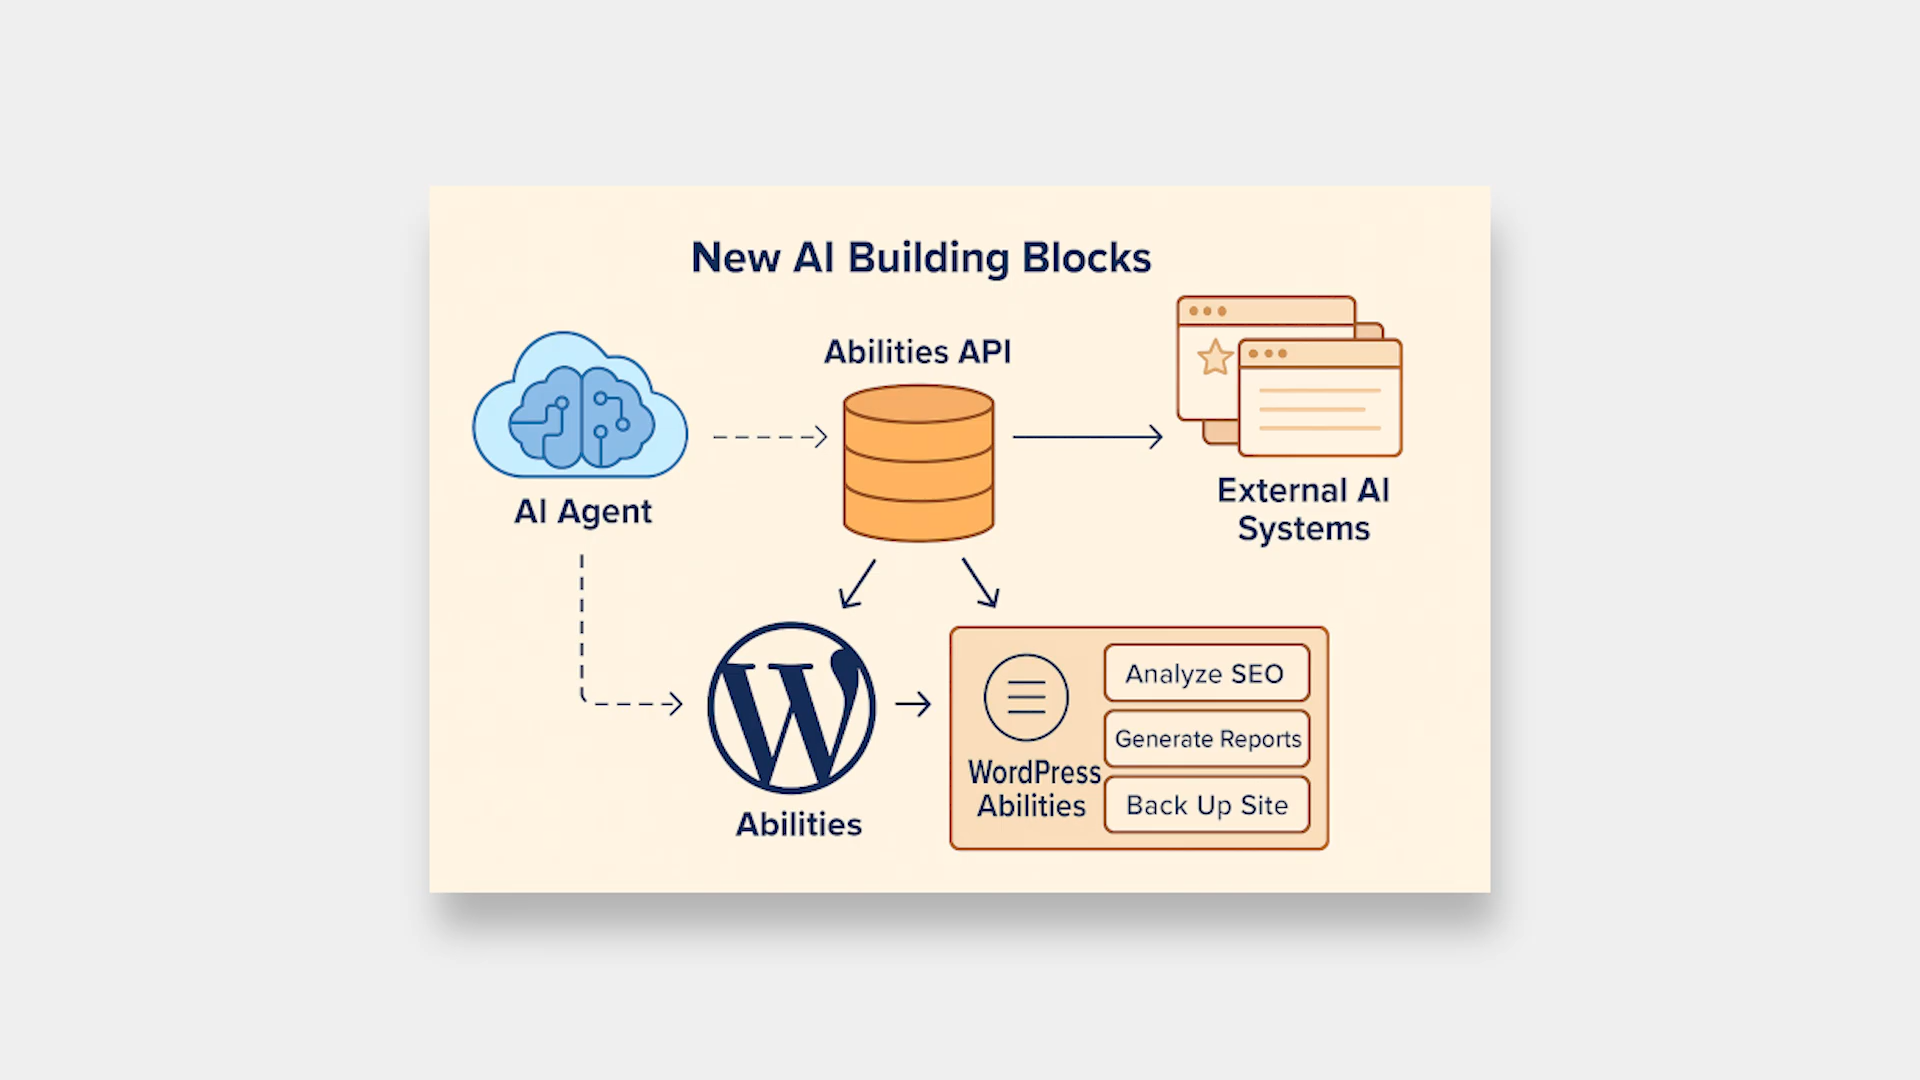 New AI Building Blocks
Abilities API
AI Agent
External AI
Systems
Abilities
WordPress
Abilities
Analyze SEO
Generate Reports
Back Up Site